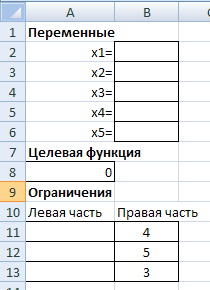 A B
1 Переменные
2 x1=
3 x2=
4 x3=
5 x4=
6 x5=
7 Целевая функция
8 0
9 Ограничения
10 Левая часть Правая часть
11 4
12 5
13 3